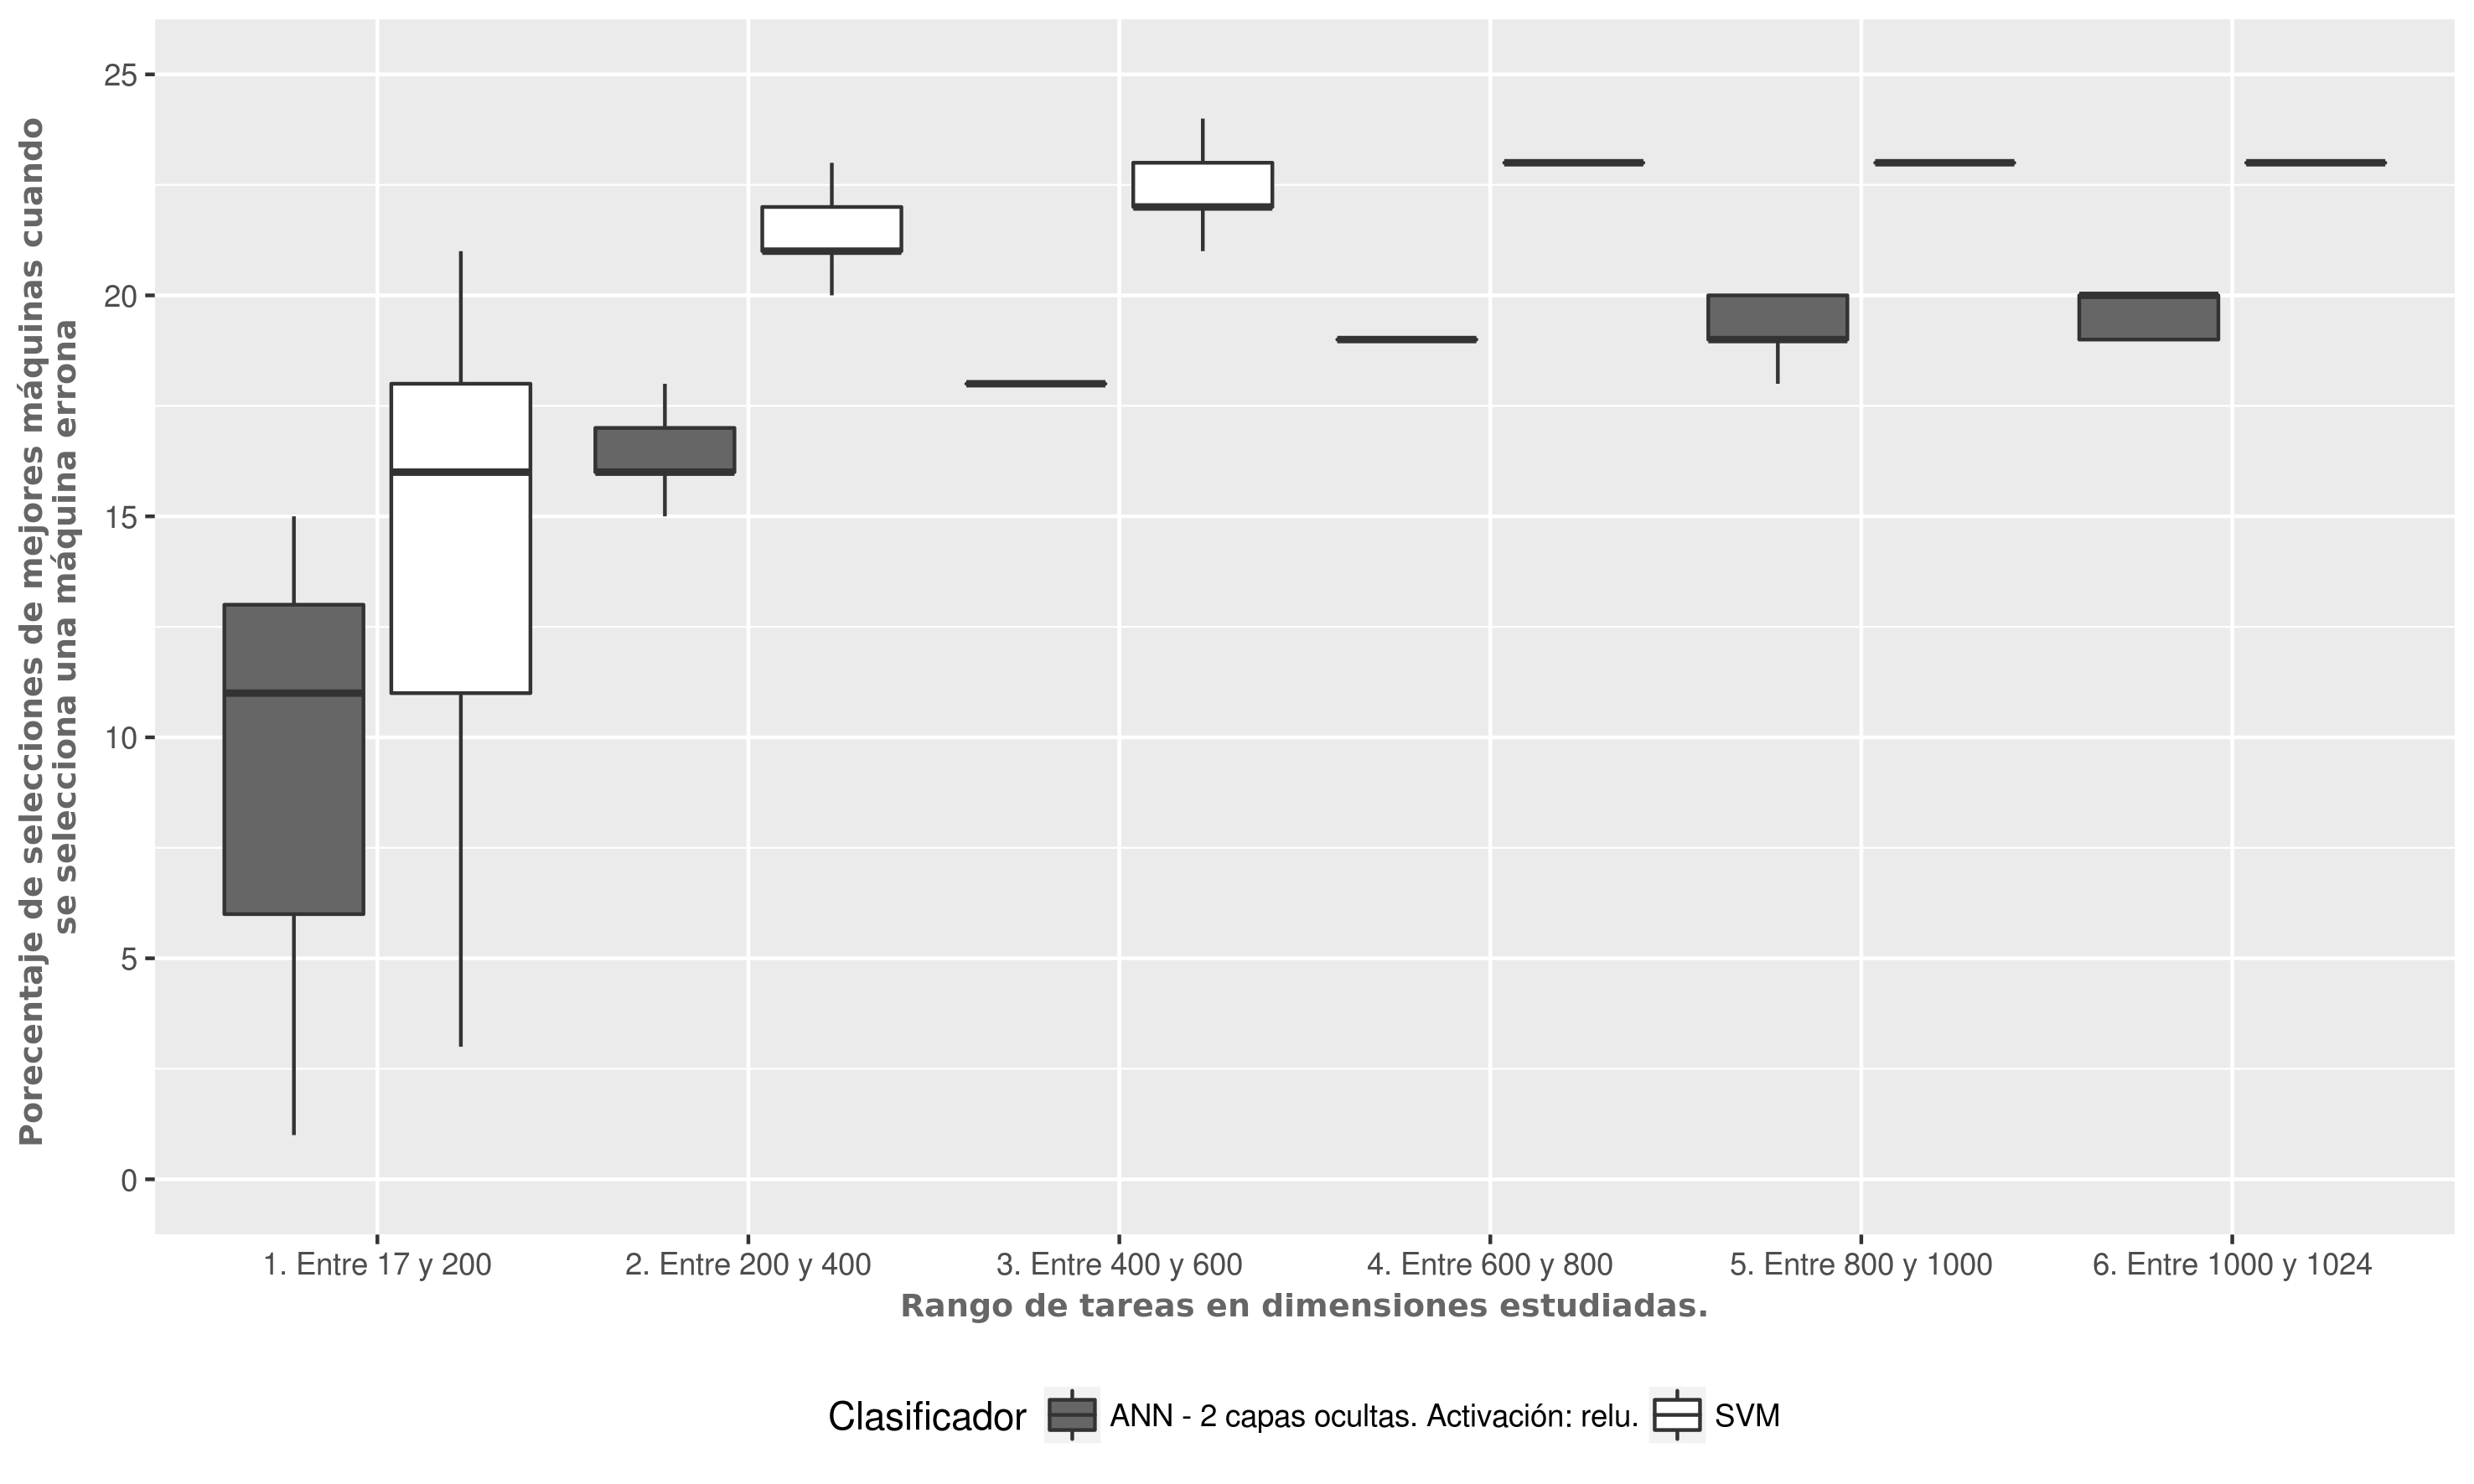 Porecentaje de selecciones de mejores máquinas cuando
se selecciona una máquina errona
25
20
15
10
5
0
1. Entre 17 y 200
2. Entre 200 y 400
3. Entre 400 y 600
4. Entre 600 y 800
5. Entre 800 y 1000
6. Entre 1000 y 1024
Rango de tareas en dimensiones estudiadas.
Clasificador
ANN - 2 capas ocultas. Activación: relu.
SVM